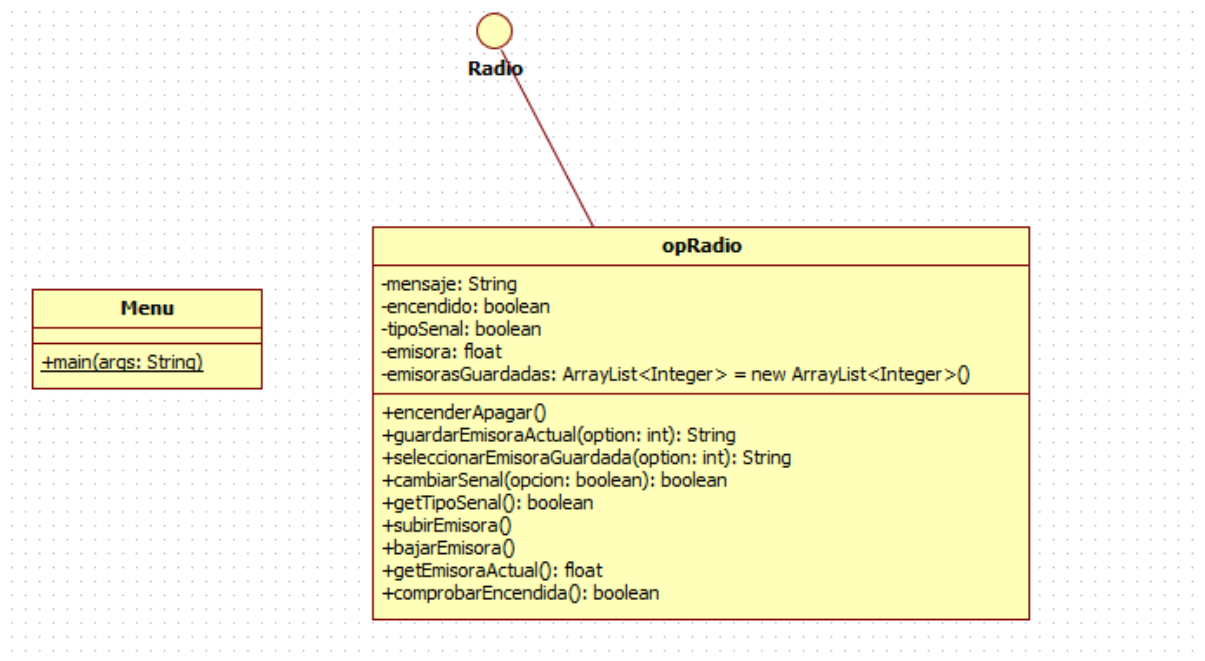 Radio
opRadio
-mensaje: String
-encendido: boolean
-tipoSenal: boolean
-emisora: float
-emisorasGuardadas: ArrayList<Integer> = new ArrayList<Integer>()
+encenderApagar()
+guardarEmisoraActual(option: int): String
+seleccionarEmisoraGuardada(option: int): String
+cambiarSenal(opcion: boolean): boolean
+getTipoSenal(): boolean
+subirEmisora()
+bajarEmisora()
+getEmisoraActual(): float
+comprobarEncendida(): boolean
Menu
+main(args: String)